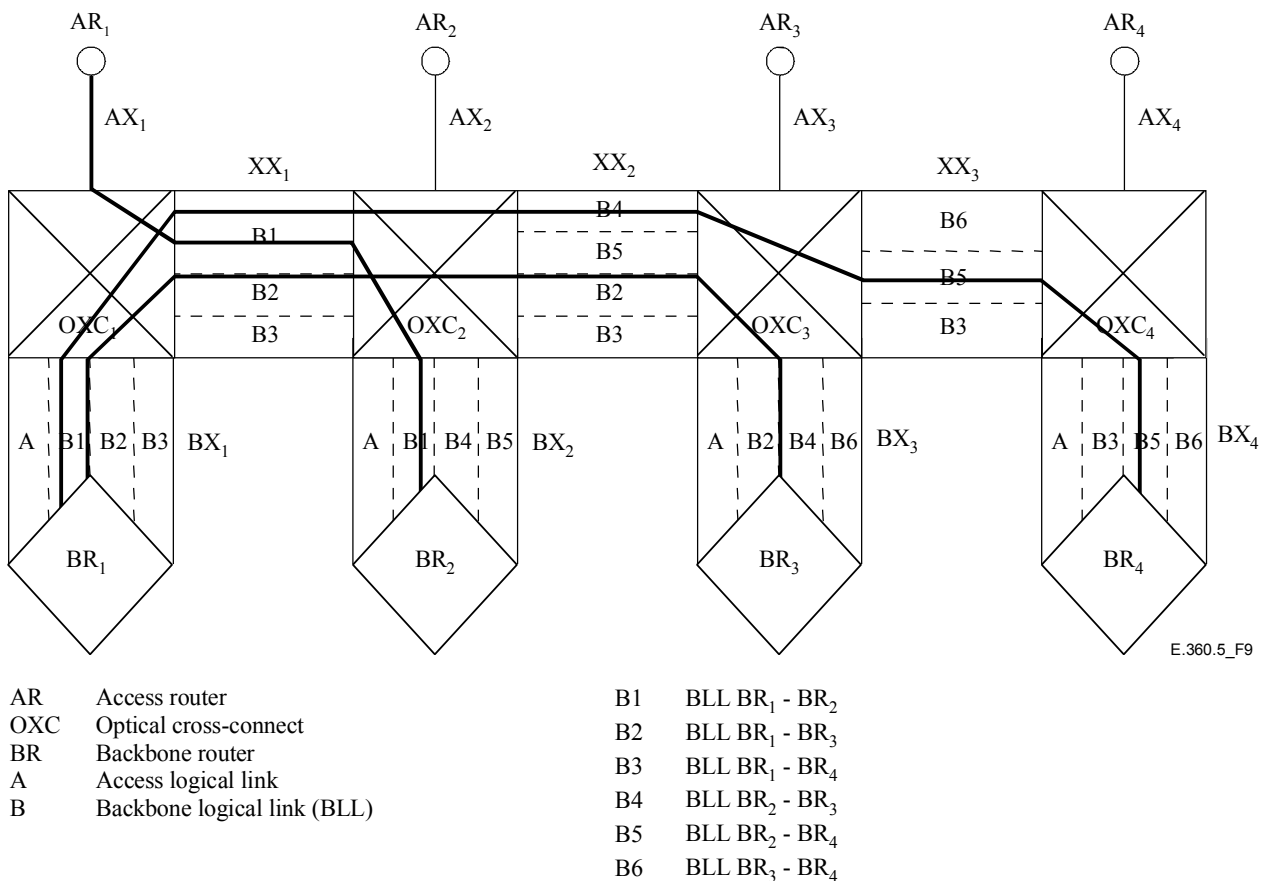 AR1 AR2 AR3 AR4
AX1 AX2 AX3 AX4
XX1 XX2 XX3
B4 B6
B1 B5 B5
B2 B2
B3 B3 B3
OXC1 OXC2 OXC3 OXC4
A B1 B2 B3 BX1 A B1 B4 B5 BX2 A B2 B4 B6 BX3 A B3 B5 B6 BX4
BR1 BR2 BR3 BR4
E.360.5_F9
AR Access router
OXC Optical cross-connect
BR Backbone router
A Access logical link
B Backbone logical link (BLL)
B1 BLL BR1 - BR2
B2 BLL BR1 - BR3
B3 BLL BR1 - BR4
B4 BLL BR2 - BR3
B5 BLL BR2 - BR4
B6 BLL BR3 - BR4